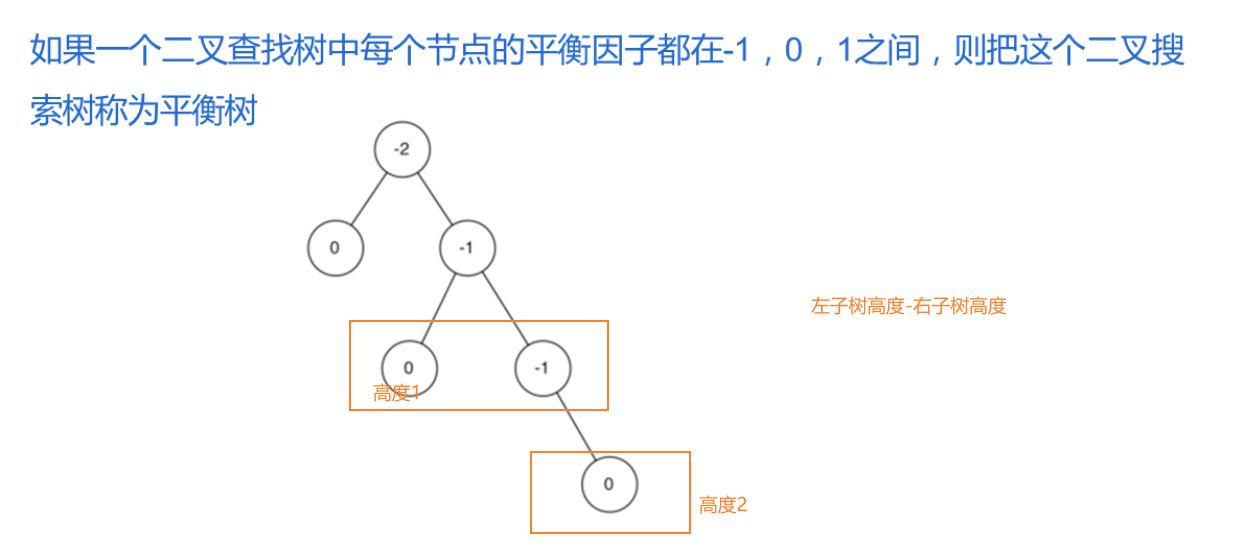 如果一个二叉查找树中每个节点的平衡因子都在-1，0，1之间，则把这个二叉搜
索树称为平衡树
-2
0
-1
左子树高度-右子树高度
0
-1
高度1
0
高度2